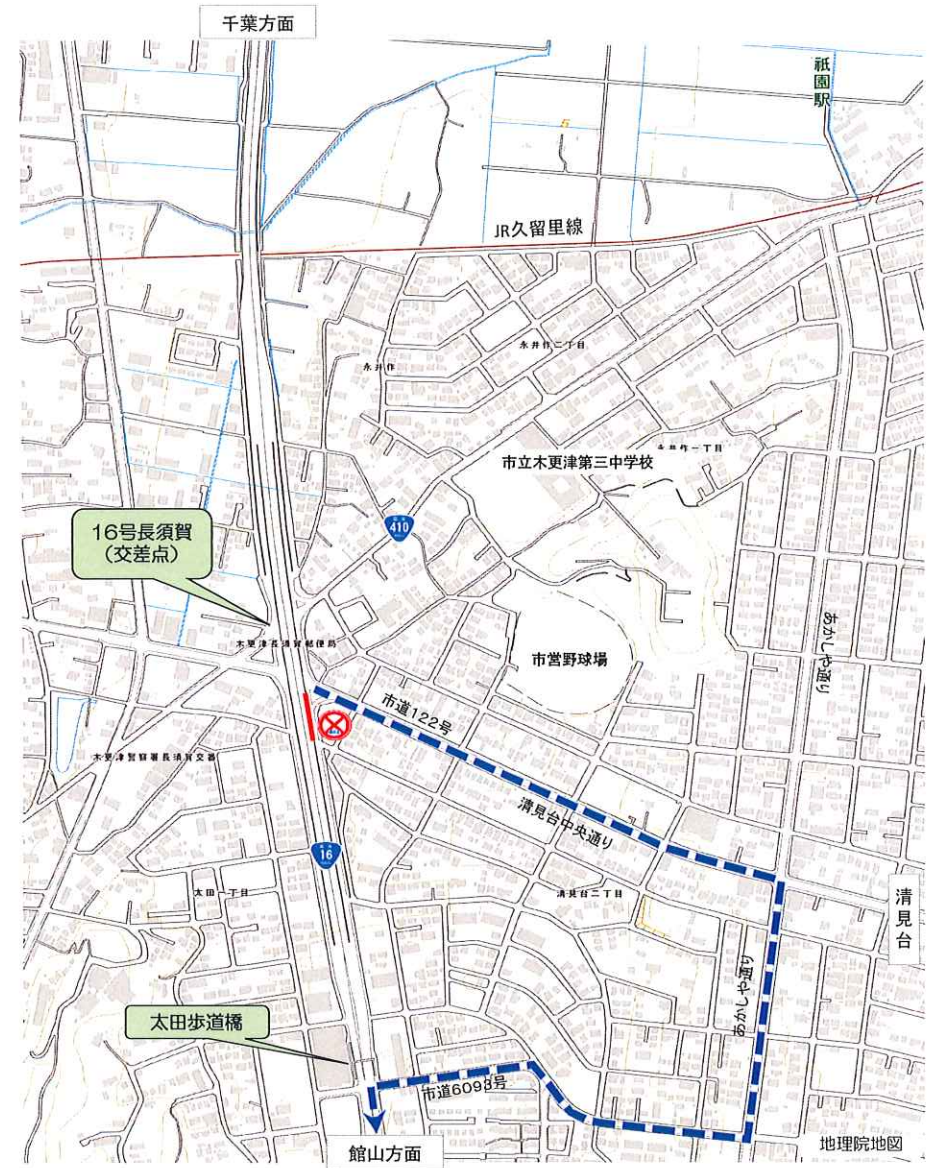 千葉方面
祇園駅
JR久留里線
永井作二丁目
永井作
永井作一丁目
市立木更津第三中学校
410
16号長須賀
(交差点)
木更津長須賀郵便局
市営野球場
あかしや通り
市道122号
木更津警察署長須賀交番
清見台中央通り
16
太田一丁目
清見台二丁目
清見台
あかしや通り
太田歩道橋
市道6093号
館山方面
地理院地図